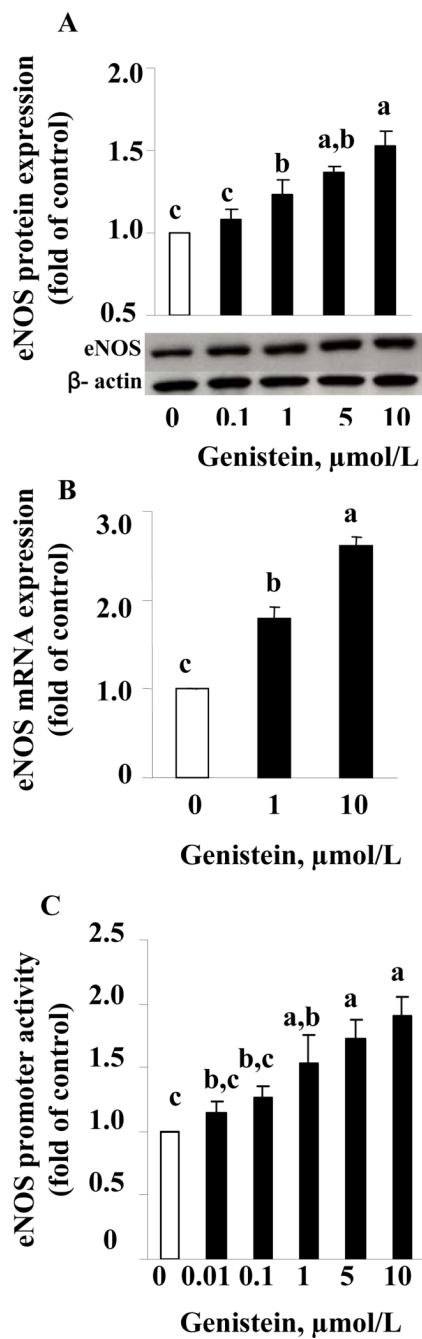 A
eNOS protein expression
(fold of control)
2.0
1.5
1.0
0.5
c
c
b
a,b
a
eNOS
β- actin
0 0.1 1 5 10
Genistein, µmol/L
B
eNOS mRNA expression
(fold of control)
3.0
2.0
1.0
0
c
b
a
0 1 10
Genistein, µmol/L
C
eNOS promoter activity
(fold of control)
2.5
2.0
1.5
1.0
0.5
0
c
b,c
b,c
a,b
a
a
0 0.01 0.1 1 5 10
Genistein, µmol/L